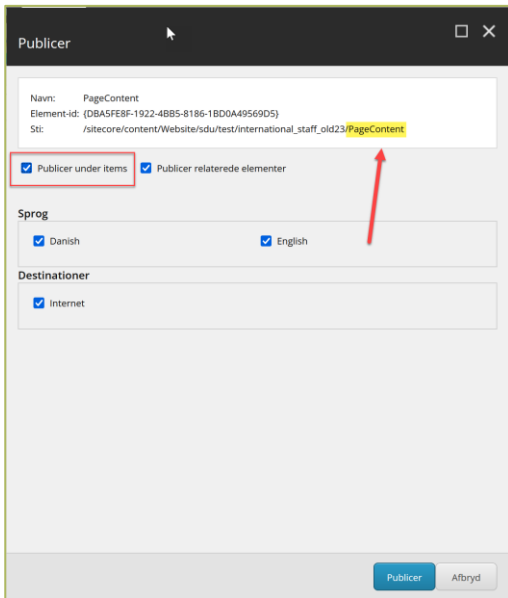 Publicer
Navn: PageContent
Element-id: {DBA5FE8F-1922-4BB5-8186-1BD0A49569D5}
Sti: /sitecore/content/Website/sdu/test/international_staff_old23/PageContent
Publicer under items Publicer relaterede elementer
Sprog
Danish English
Destinationer
Internet
Publicer Afbryd